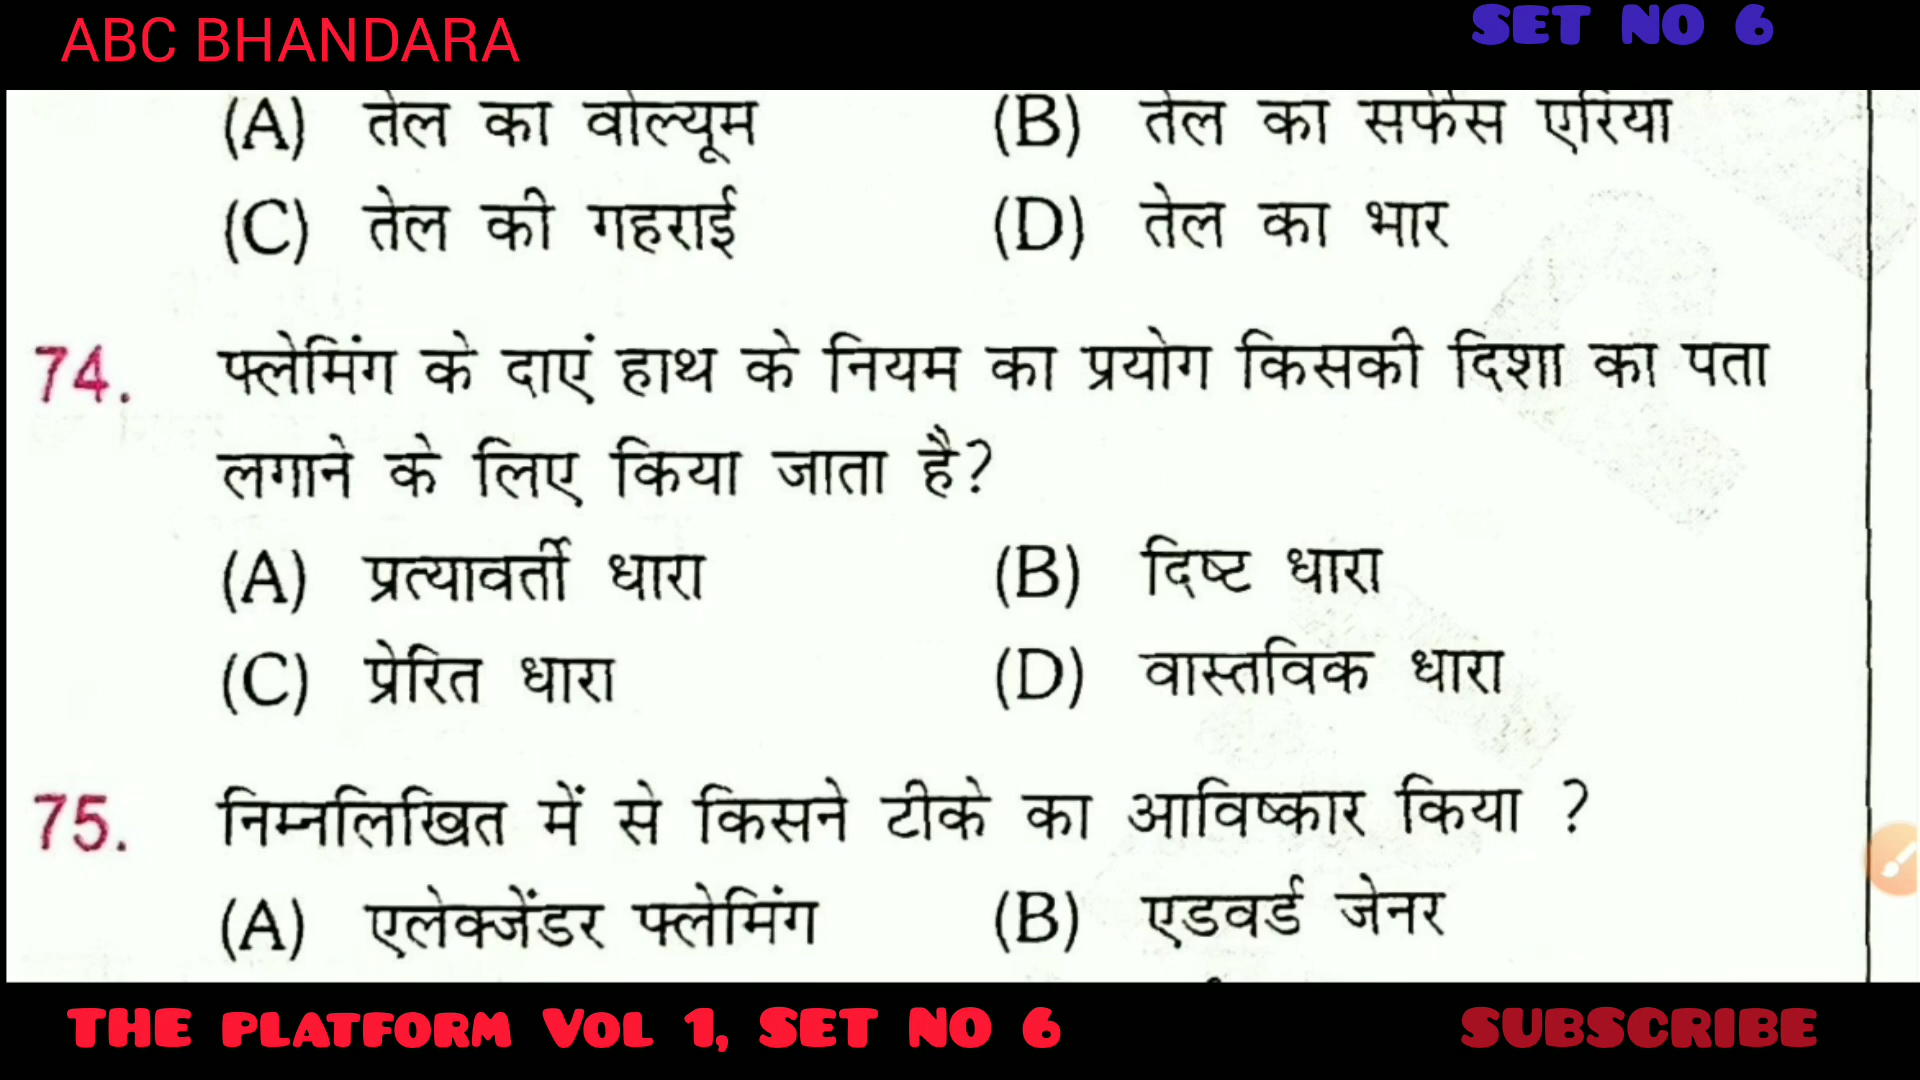 ABC BHANDARA
SET NO 6
(A) तेल का वोल्यूम (B) तेल का सर्फेस एरिया
(C) तेल की गहराई (D) तेल का भार
74. फ्लेमिंग के दाएं हाथ के नियम का प्रयोग किसकी दिशा का पता
लगाने के लिए किया जाता है?
(A) प्रत्यावर्ती धारा (B) दिष्ट धारा
(C) प्रेरित धारा (D) वास्तविक धारा
75. निम्नलिखित में से किसने टीके का आविष्कार किया ?
(A) एलेक्जेंडर फ्लेमिंग (B) एडवर्ड जेनर
THE PLATFORM VOL 1, SET NO 6
SUBSCRIBE